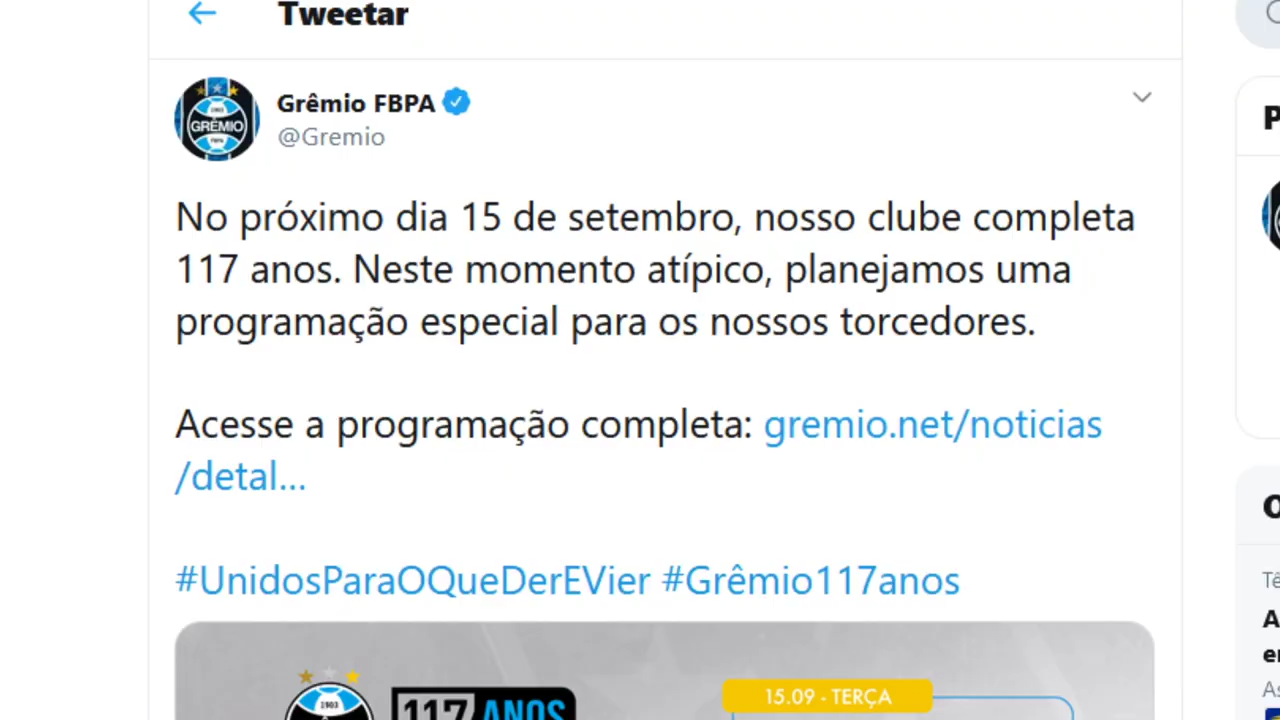 Tweetar
Grêmio FBPA
@Gremio
GRÊMIO
No próximo dia 15 de setembro, nosso clube completa
117 anos. Neste momento atípico, planejamos uma
programação especial para os nossos torcedores.
Acesse a programação completa: gremio.net/noticias
/detal...
#UnidosParaOQueDerEVier #Grêmio117anos
1903
117 ANOS
15.09 - TERÇA